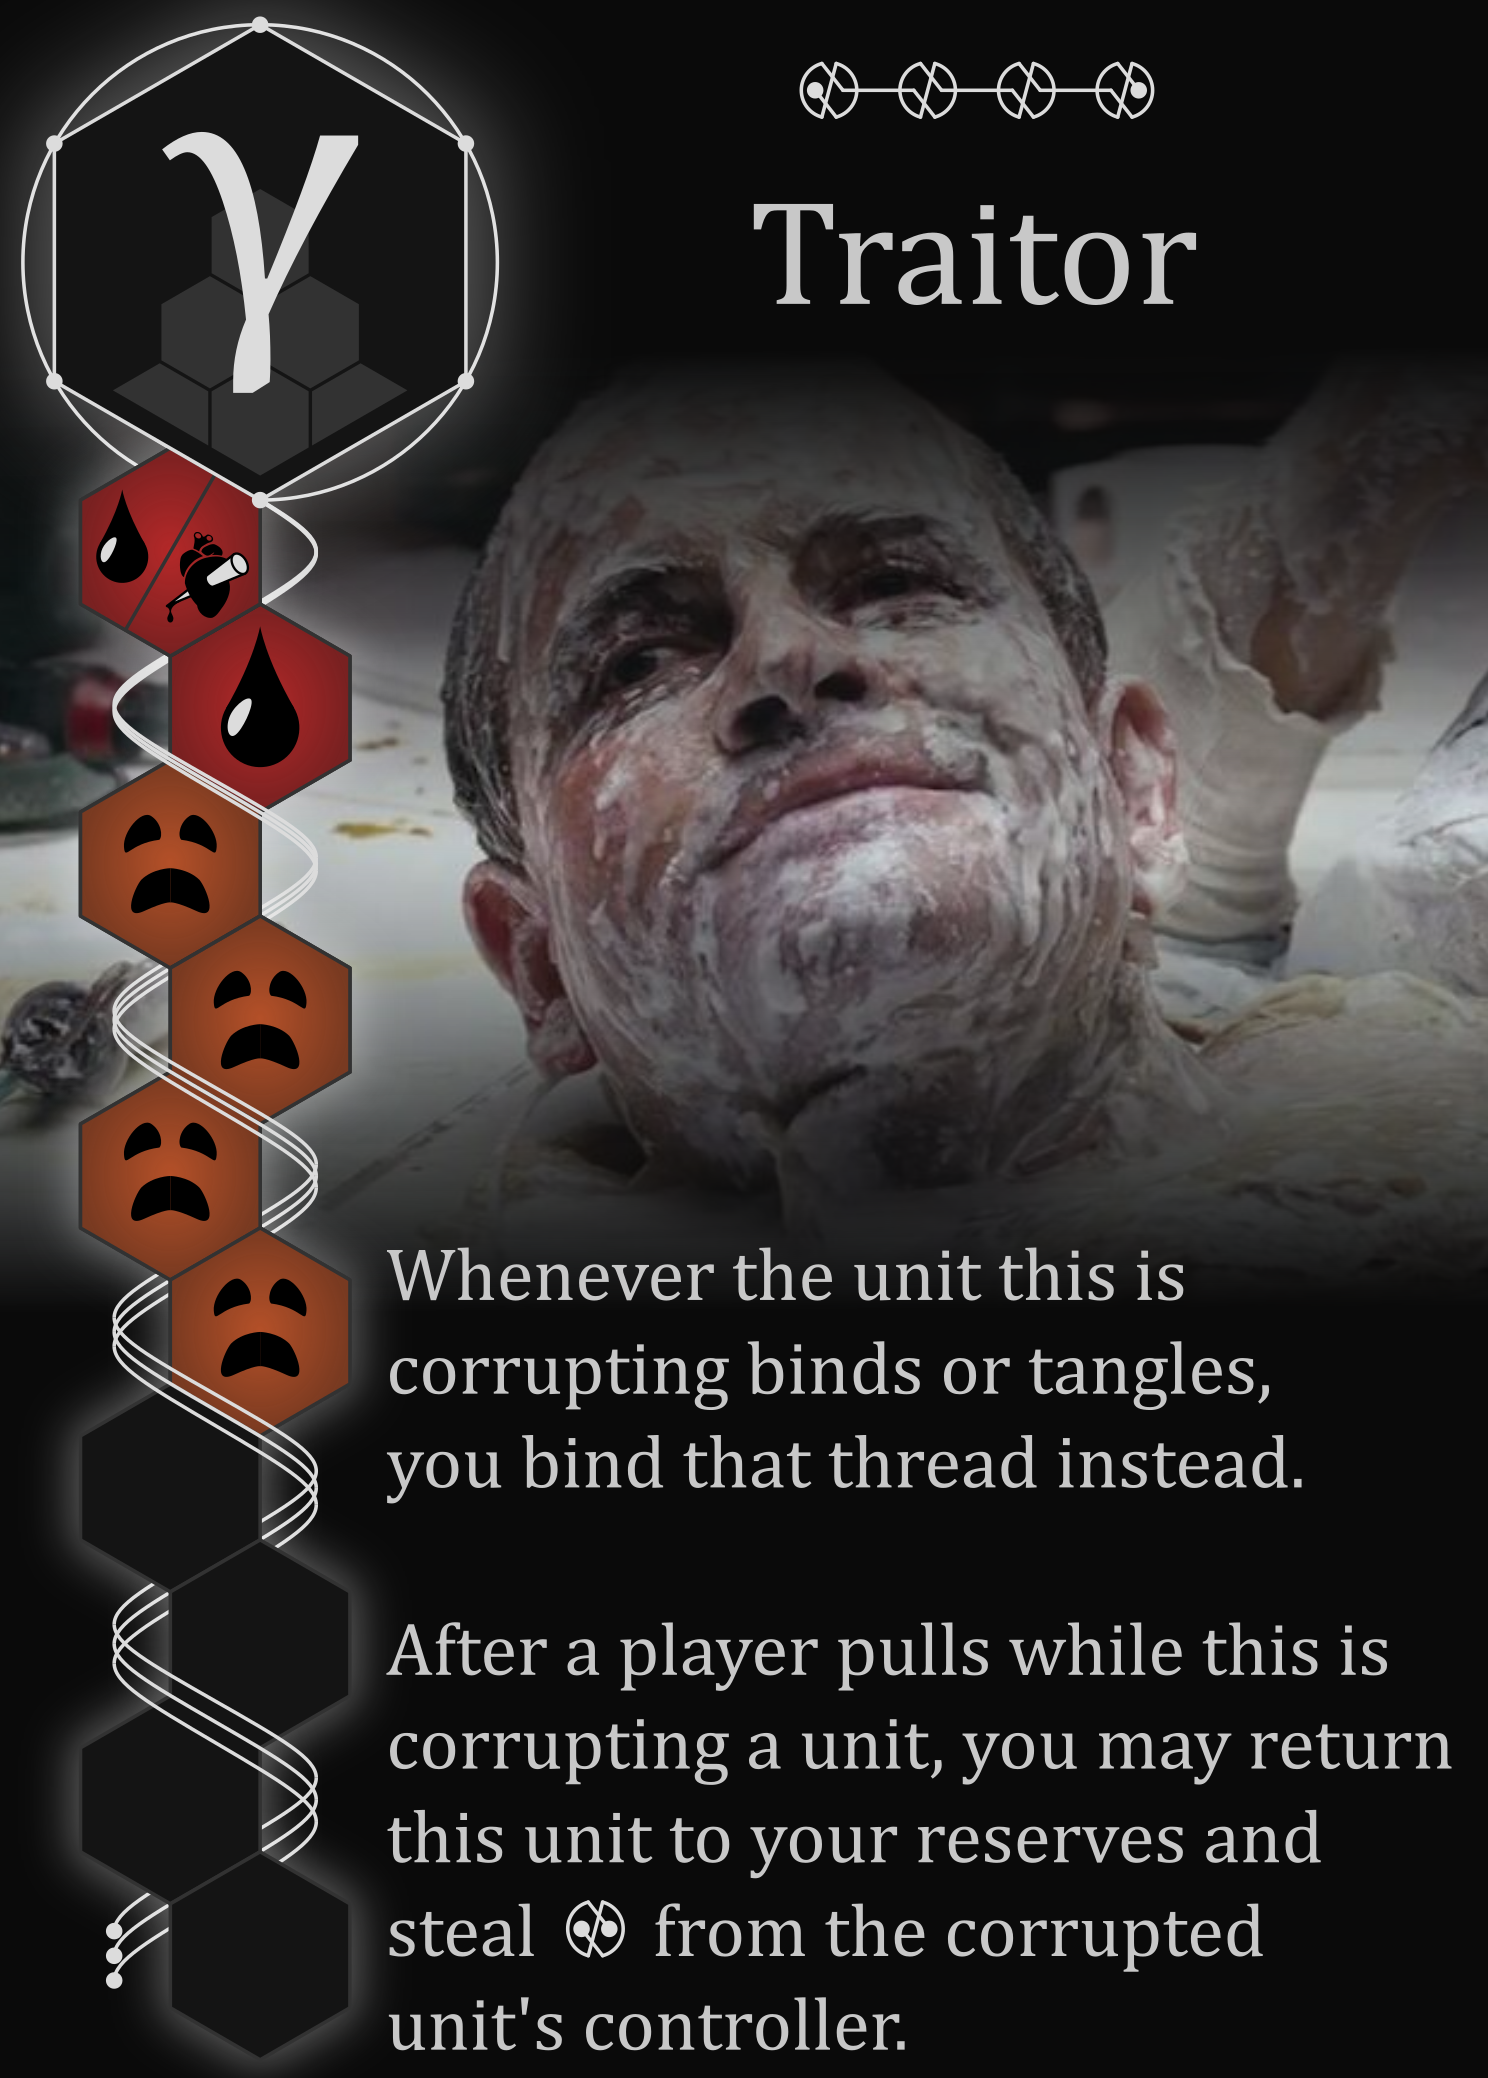 γ
Traitor
Whenever the unit this is
corrupting binds or tangles,
you bind that thread instead.
After a player pulls while this is
corrupting a unit, you may return
this unit to your reserves and
steal from the corrupted
unit's controller.